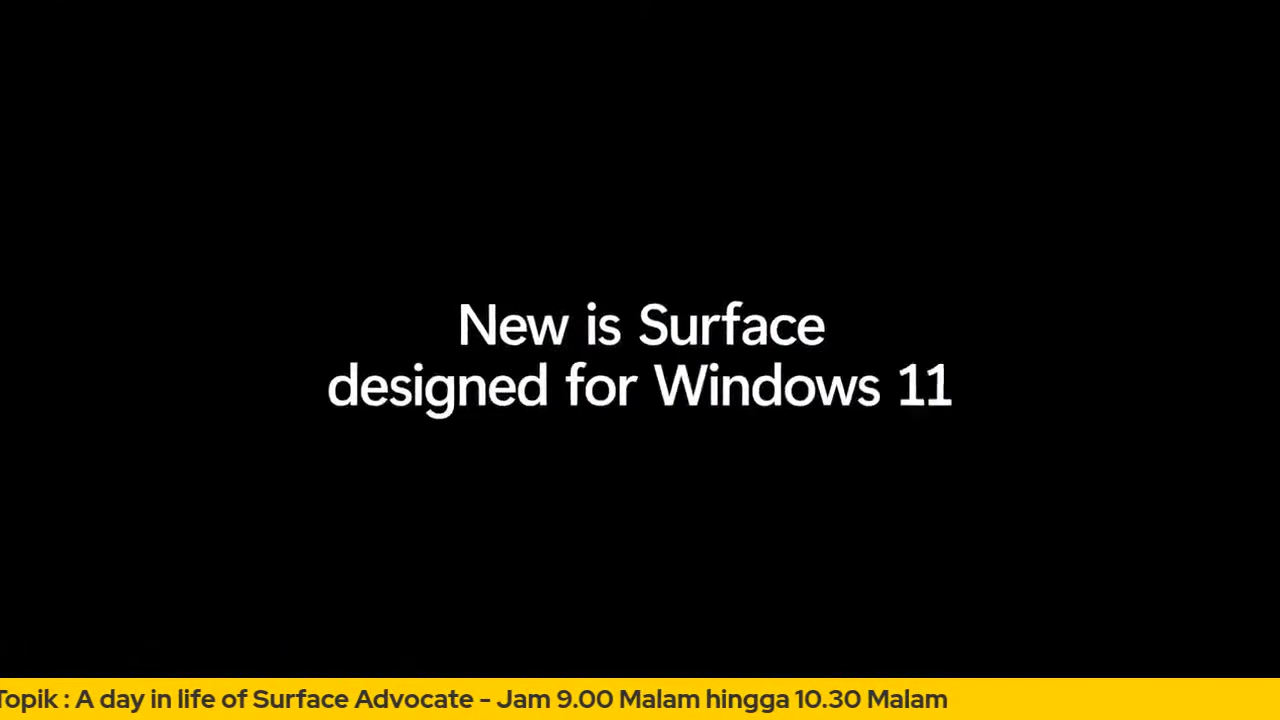 New is Surface
designed for Windows 11
Topik : A day in life of Surface Advocate - Jam 9.00 Malam hingga 10.30 Malam